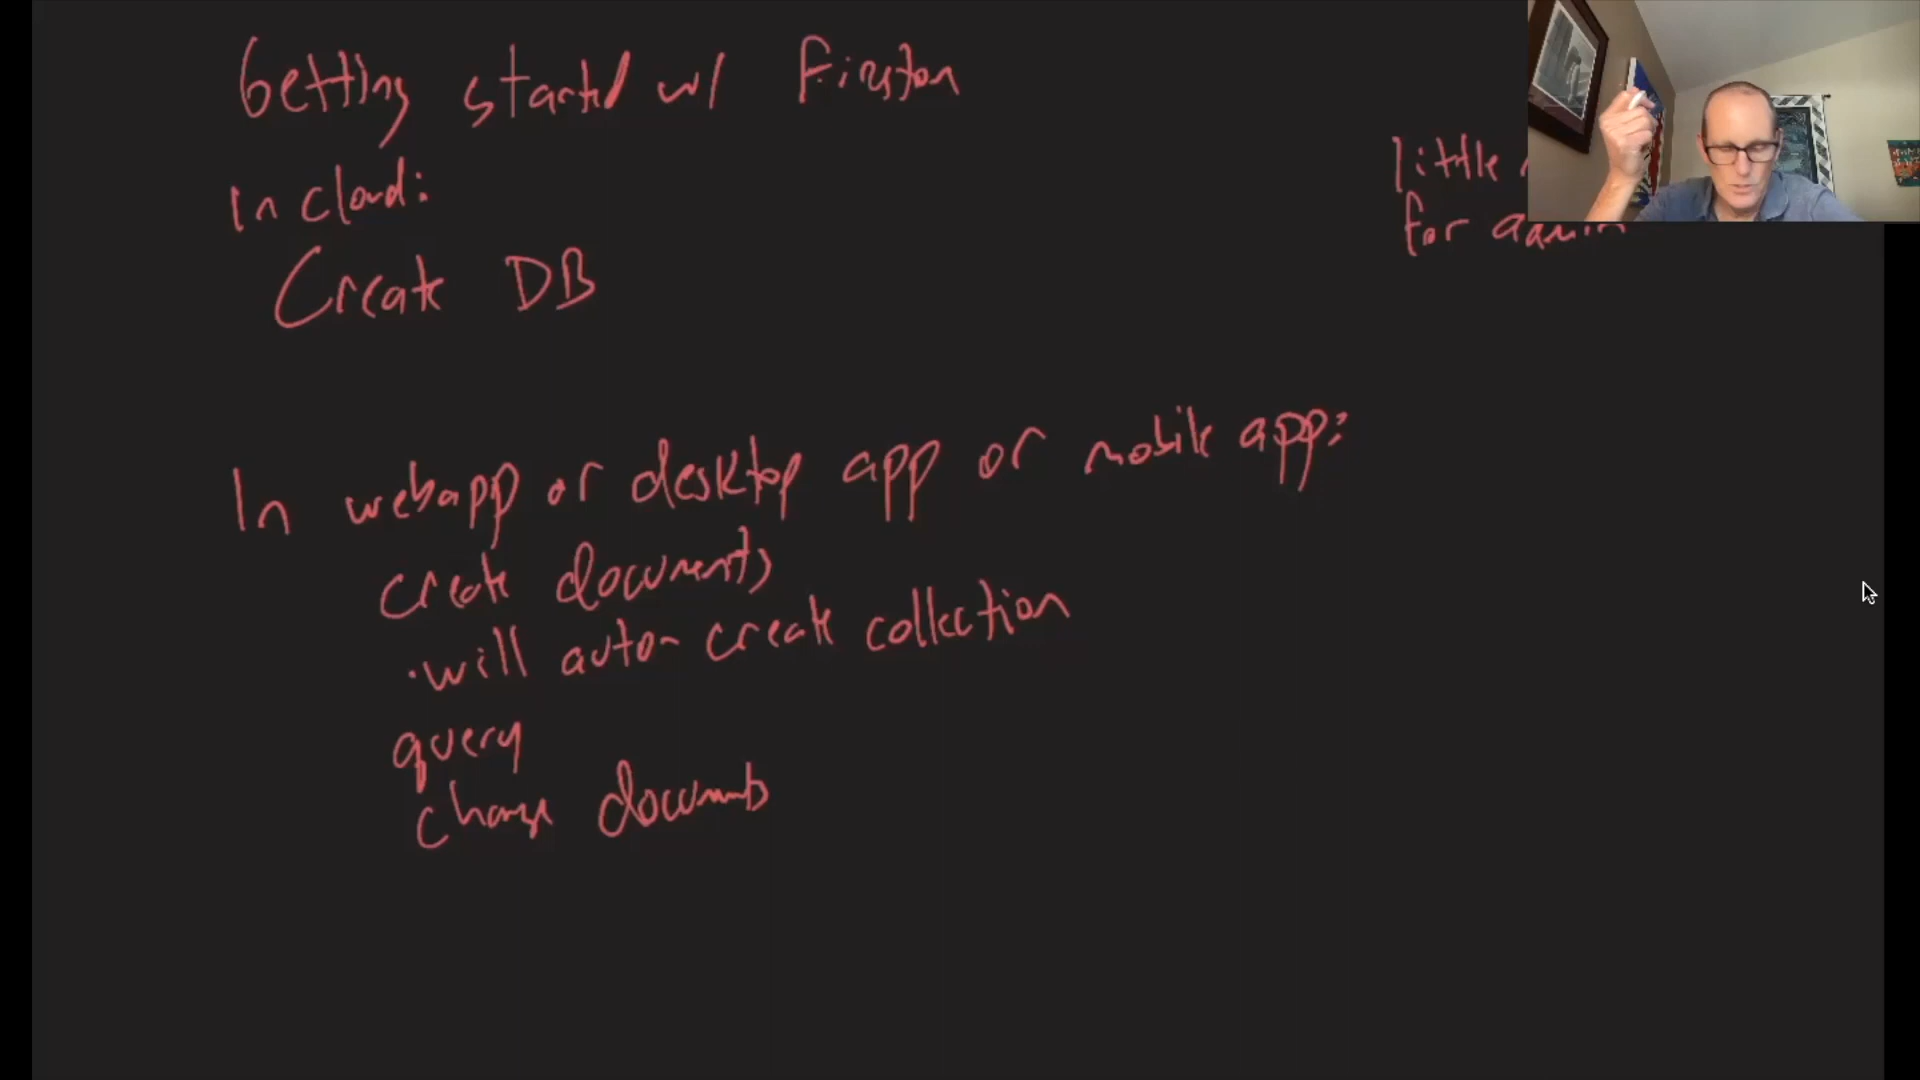 Getting started w/ Firestore
little
for admin
in cloud:
Create DB
In webapp or desktop app or mobile app:
create documents
• will auto-create collection
query
change documents